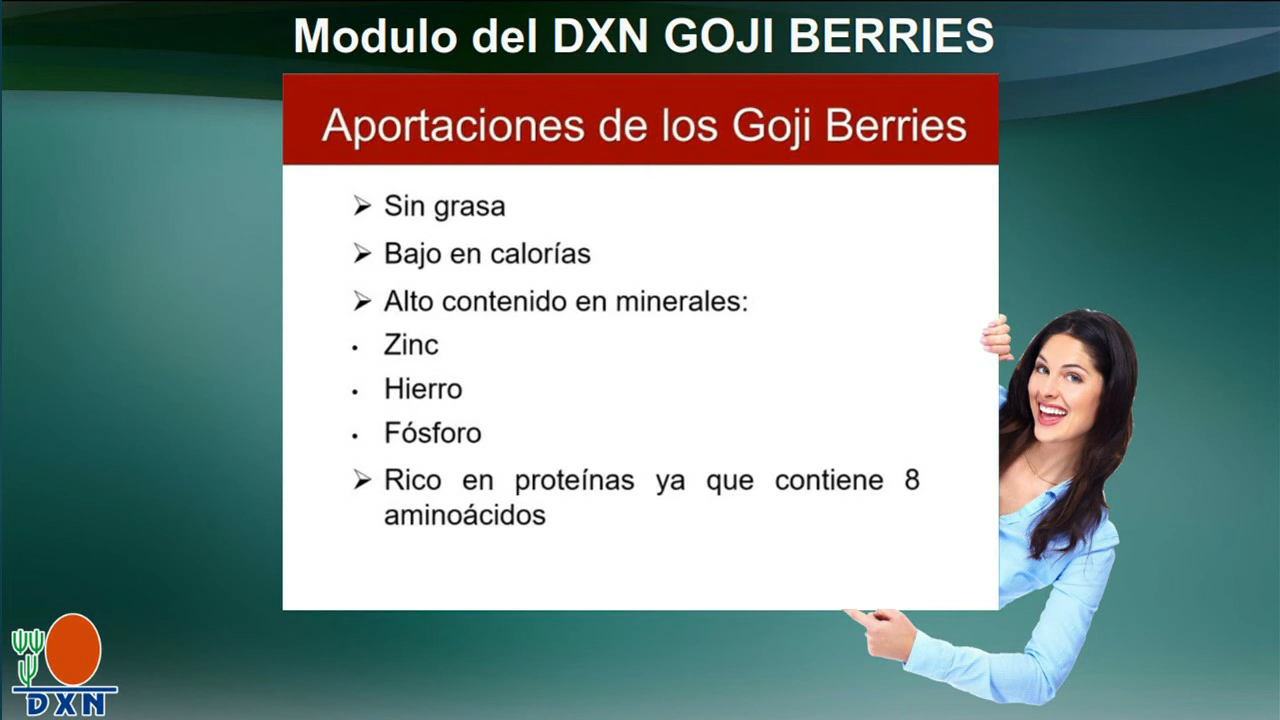 Modulo del DXN GOJI BERRIES
Aportaciones de los Goji Berries
➢ Sin grasa
➢ Bajo en calorías
➢ Alto contenido en minerales:
• Zinc
• Hierro
• Fósforo
➢ Rico en proteínas ya que contiene 8
aminoácidos
DXN